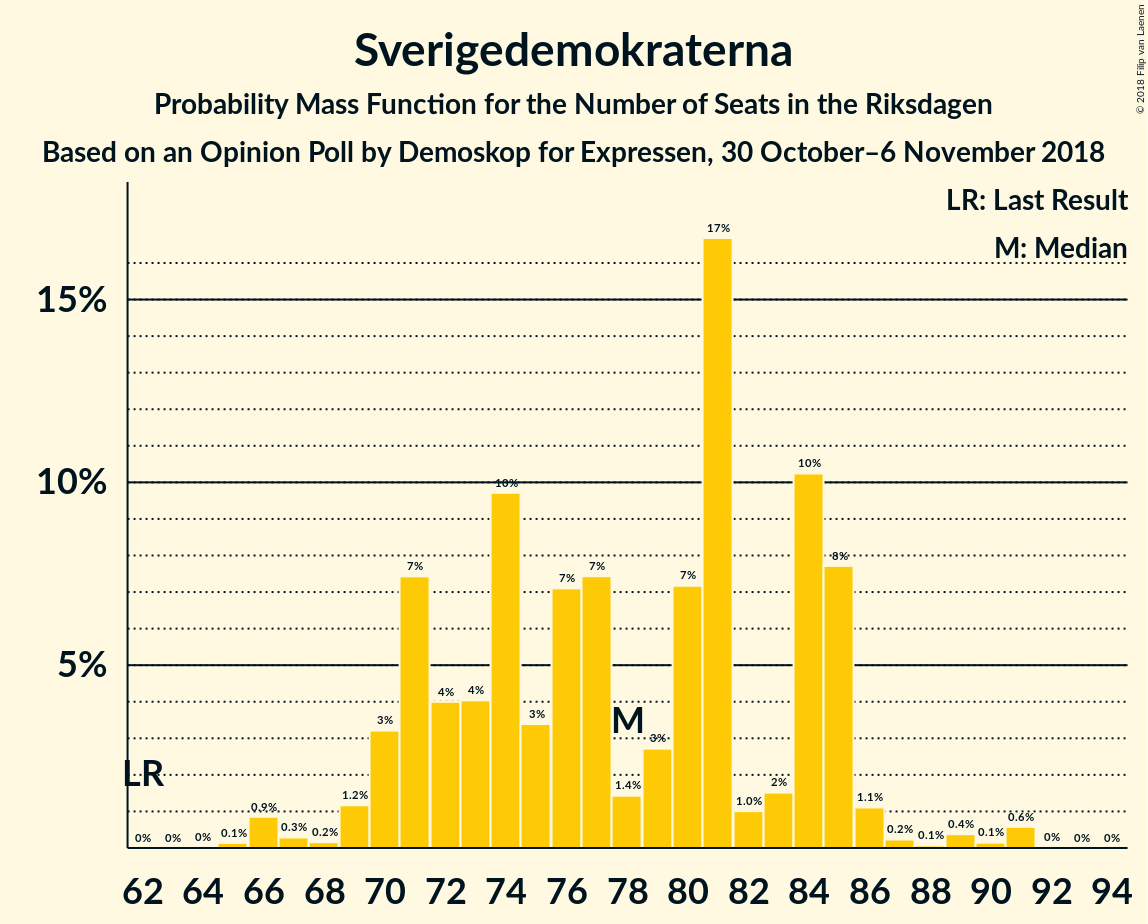 Sverigedemokraterna
Probability Mass Function for the Number of Seats in the Riksdagen
Based on an Opinion Poll by Demoskop for Expressen, 30 October–6 November 2018
© 2018 Filip van Laenen
LR: Last Result
M: Median
15%
10%
5%
LR
M
0% 0% 0% 0.1% 0.9% 0.3% 0.2% 1.2% 3% 7% 4% 4% 10% 3% 7% 7% 1.4% 3% 7% 17% 1.0% 2% 10% 8% 1.1% 0.2% 0.1% 0.4% 0.1% 0.6% 0% 0% 0%
62 64 66 68 70 72 74 76 78 80 82 84 86 88 90 92 94